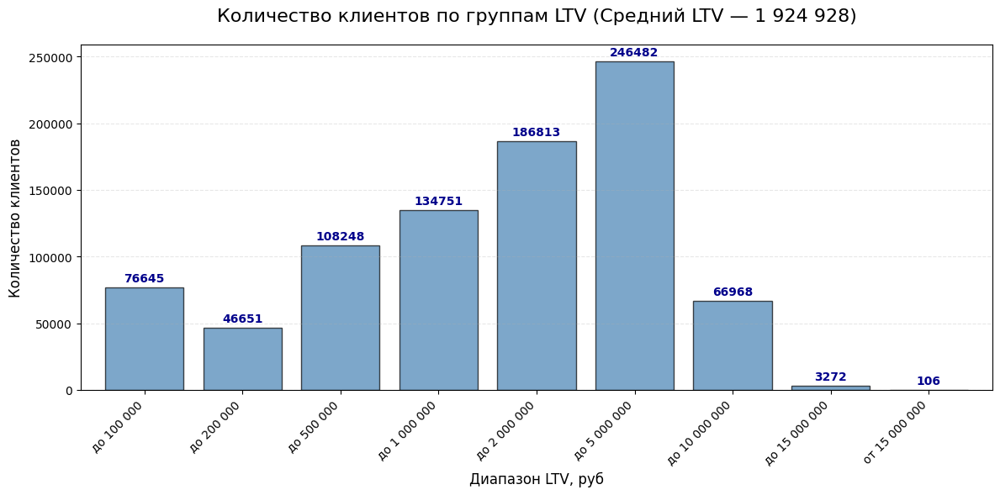 Количество клиентов по группам LTV (Средний LTV — 1 924 928)
Количество клиентов
250000
200000
150000
100000
50000
0
76645
46651
108248
134751
186813
246482
66968
3272
106
до 100 000
до 200 000
до 500 000
до 1 000 000
до 2 000 000
до 5 000 000
до 10 000 000
до 15 000 000
от 15 000 000
Диапазон LTV, руб